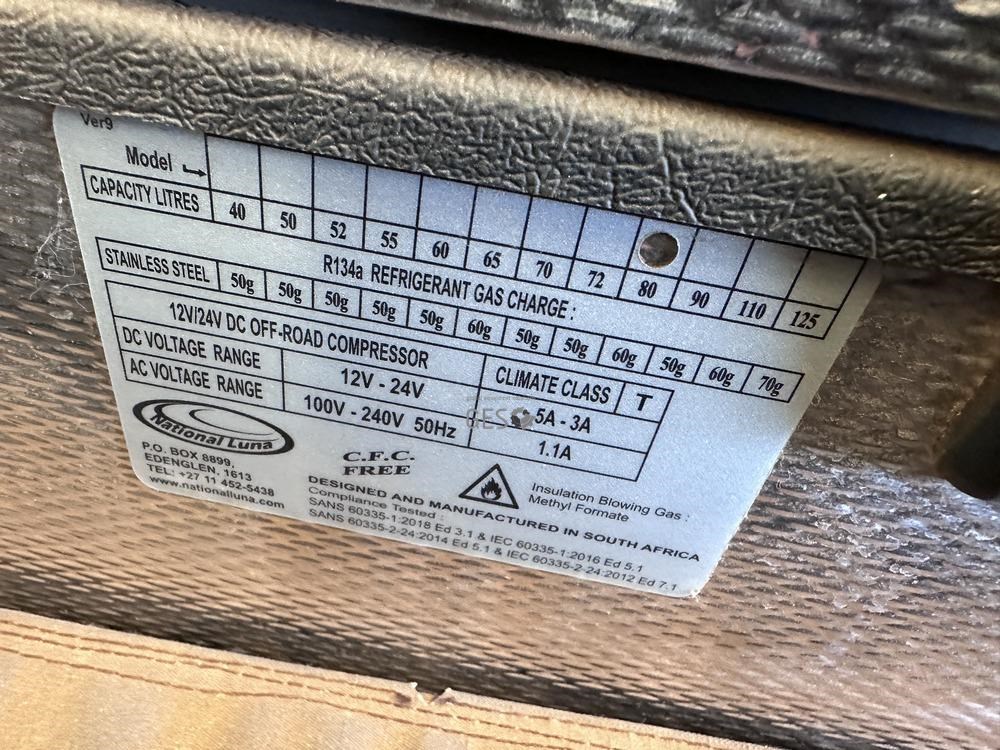 Ver9
Model
CAPACITY LITRES 40 50 52 55 60 65 70 72 80 90 110 125
R134a REFRIGERANT GAS CHARGE :
STAINLESS STEEL 50g 50g 50g 50g 50g 60g 50g 50g 60g 50g 60g 70g
12V/24V DC OFF-ROAD COMPRESSOR CLIMATE CLASS T
DC VOLTAGE RANGE 12V - 24V 5A - 3A
AC VOLTAGE RANGE 100V - 240V 50Hz 1.1A
GES
National Luna
P.O. BOX 8899,
EDENGLEN, 1613
TEL: +27 11 452-5438
www.nationalluna.com
C.F.C.
FREE
Insulation Blowing Gas :
Methyl Formate
DESIGNED AND MANUFACTURED IN SOUTH AFRICA
Compliance Tested :
SANS 60335-1:2018 Ed 3.1 & IEC 60335-1:2016 Ed 5.1
SANS 60335-2-24:2014 Ed 5.1 & IEC 60335-2-24:2012 Ed 7.1